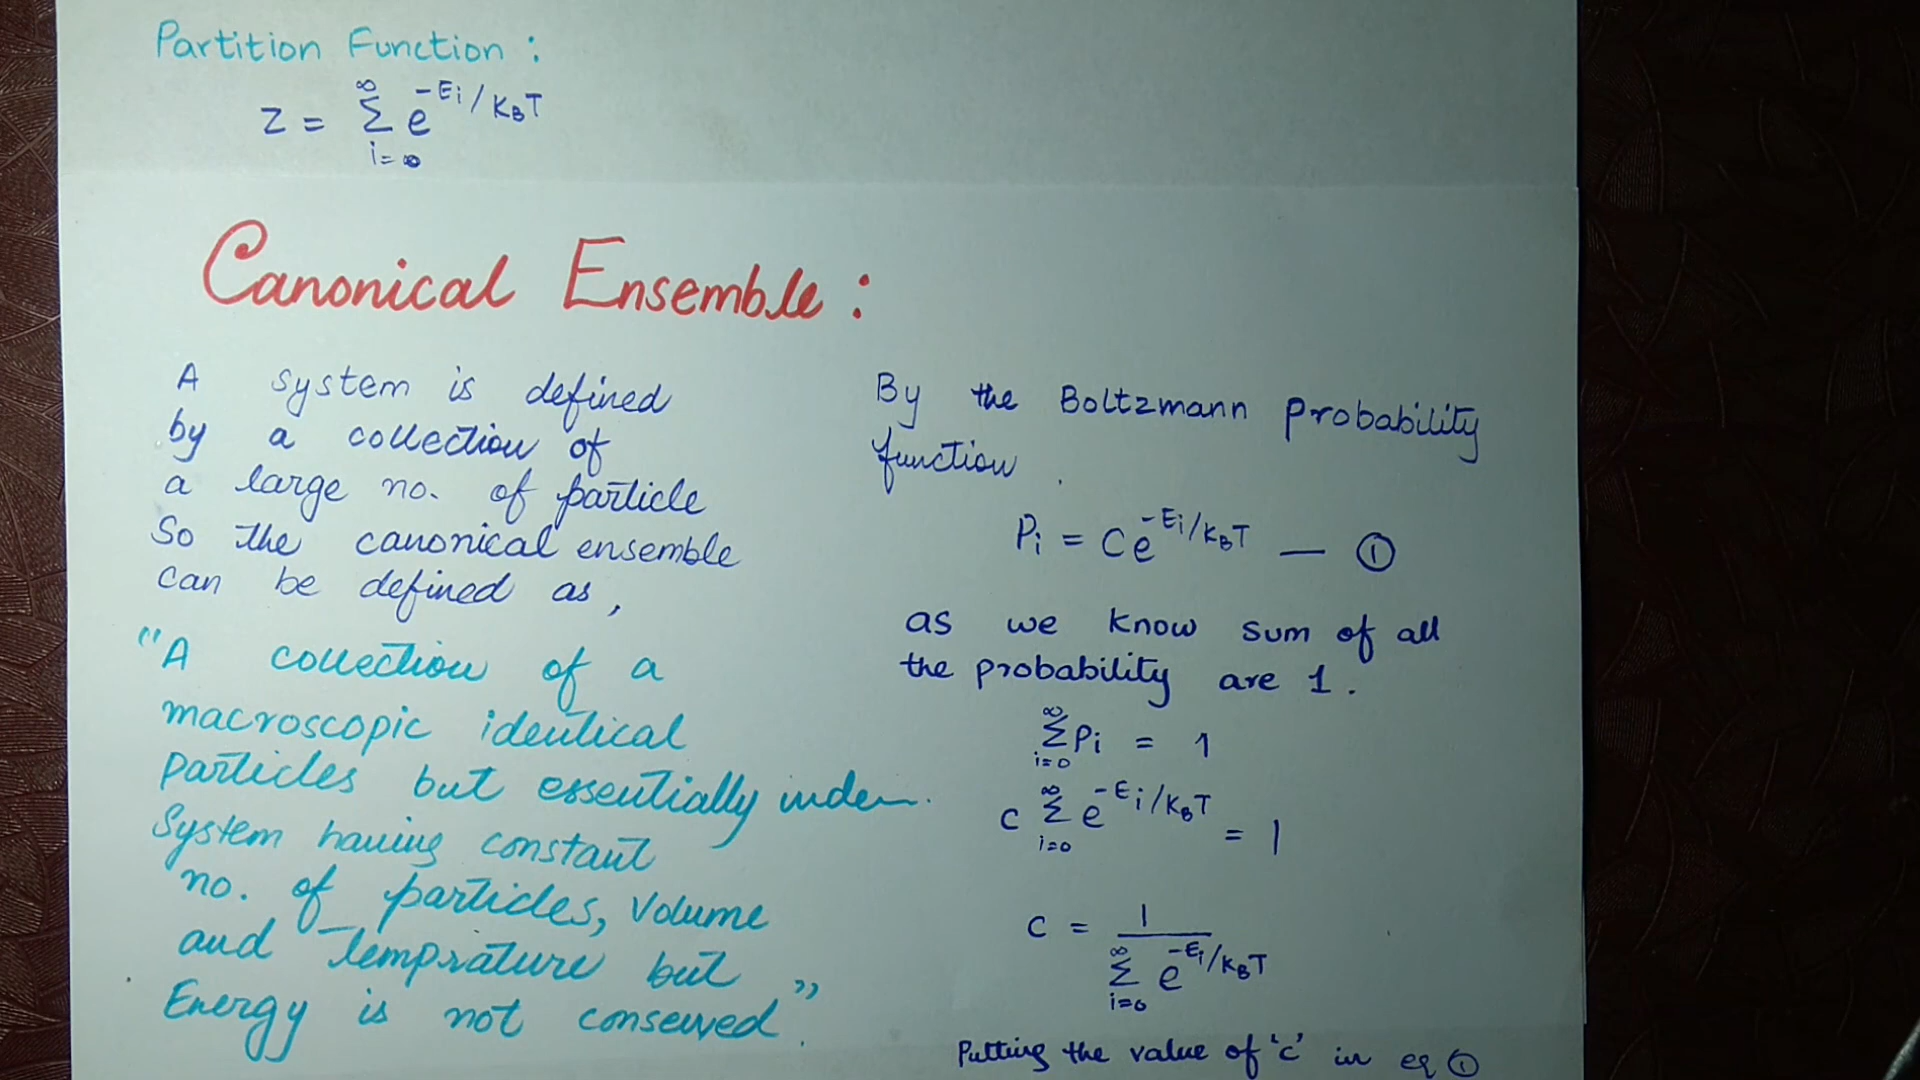 Partition Function :
Z = ∞ Σ i=∞ e^-Ei/KBT
Canonical Ensemble :
A system is defined
by a collection of
a large no. of particle
So the canonical ensemble
can be defined as,
"A collection of a
macroscopic identical
particles but essentially inden.
System having constant
no. of particles, Volume
and Temprature but
Energy is not conserved."
By the Boltzmann Probability
function.
Pi = Ce^-Ei/KBT — ①
as we know sum of all
the probability are 1.
∞ Σ i=0 Pi = 1
C ∞ Σ i=0 e^-Ei/KBT = 1
C = 1 / ∞ Σ i=0 e^-Ei/KBT
Putting the value of 'c' in eq ①